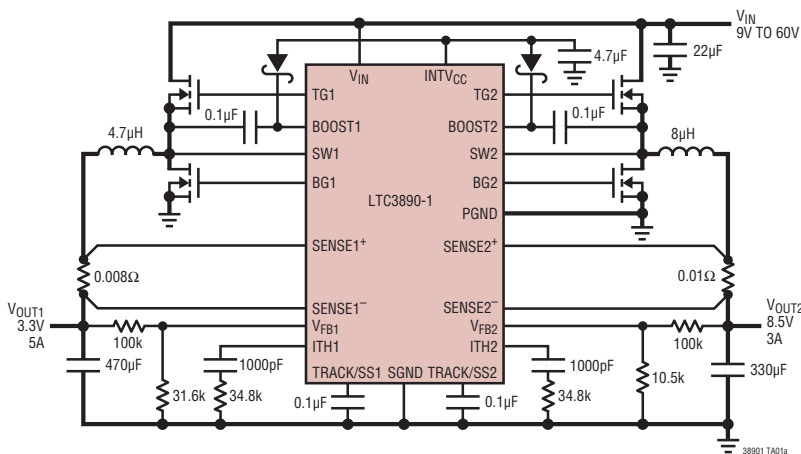 VIN
9V TO 60V
22µF
4.7µF
VIN
INTVCC
TG1
TG2
0.1µF
0.1µF
4.7µH
BOOST1
BOOST2
8µH
SW1
SW2
BG1
BG2
LTC3890-1
PGND
SENSE1+
SENSE2+
0.008Ω
0.01Ω
SENSE1–
SENSE2–
VOUT1
3.3V
5A
VOUT2
8.5V
3A
100k
VFB1
VFB2
100k
ITH1
ITH2
470µF
1000pF
1000pF
330µF
TRACK/SS1
SGND
TRACK/SS2
31.6k
34.8k
0.1µF
0.1µF
34.8k
10.5k
38901 TA01a